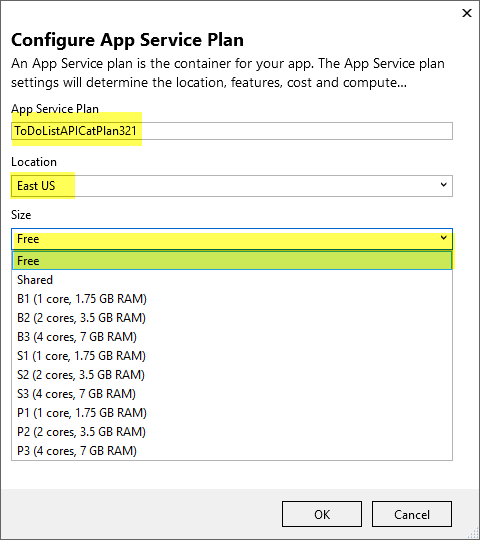 Configure App Service Plan
An App Service plan is the container for your app. The App Service plan
settings will determine the location, features, cost and compute...
App Service Plan
ToDoListAPICatPlan321
Location
East US
Size
Free
Free
Shared
B1 (1 core, 1.75 GB RAM)
B2 (2 cores, 3.5 GB RAM)
B3 (4 cores, 7 GB RAM)
S1 (1 core, 1.75 GB RAM)
S2 (2 cores, 3.5 GB RAM)
S3 (4 cores, 7 GB RAM)
P1 (1 core, 1.75 GB RAM)
P2 (2 cores, 3.5 GB RAM)
P3 (4 cores, 7 GB RAM)
OK Cancel